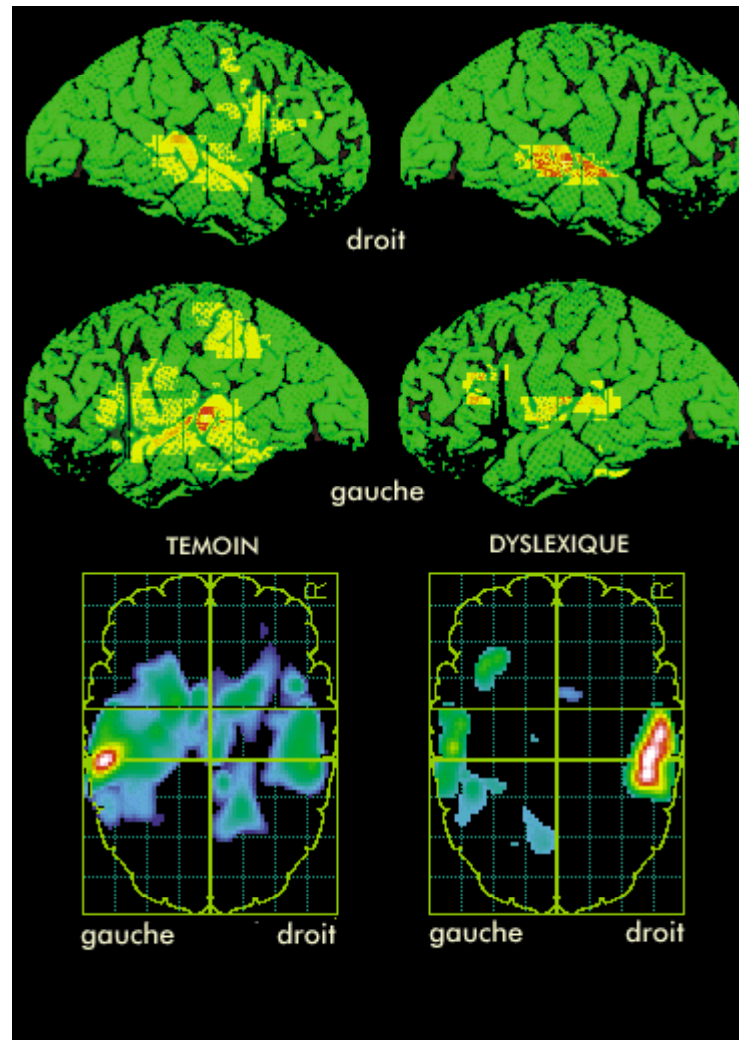 droit
gauche
TEMOIN DYSLEXIQUE
R R
gauche droit gauche droit